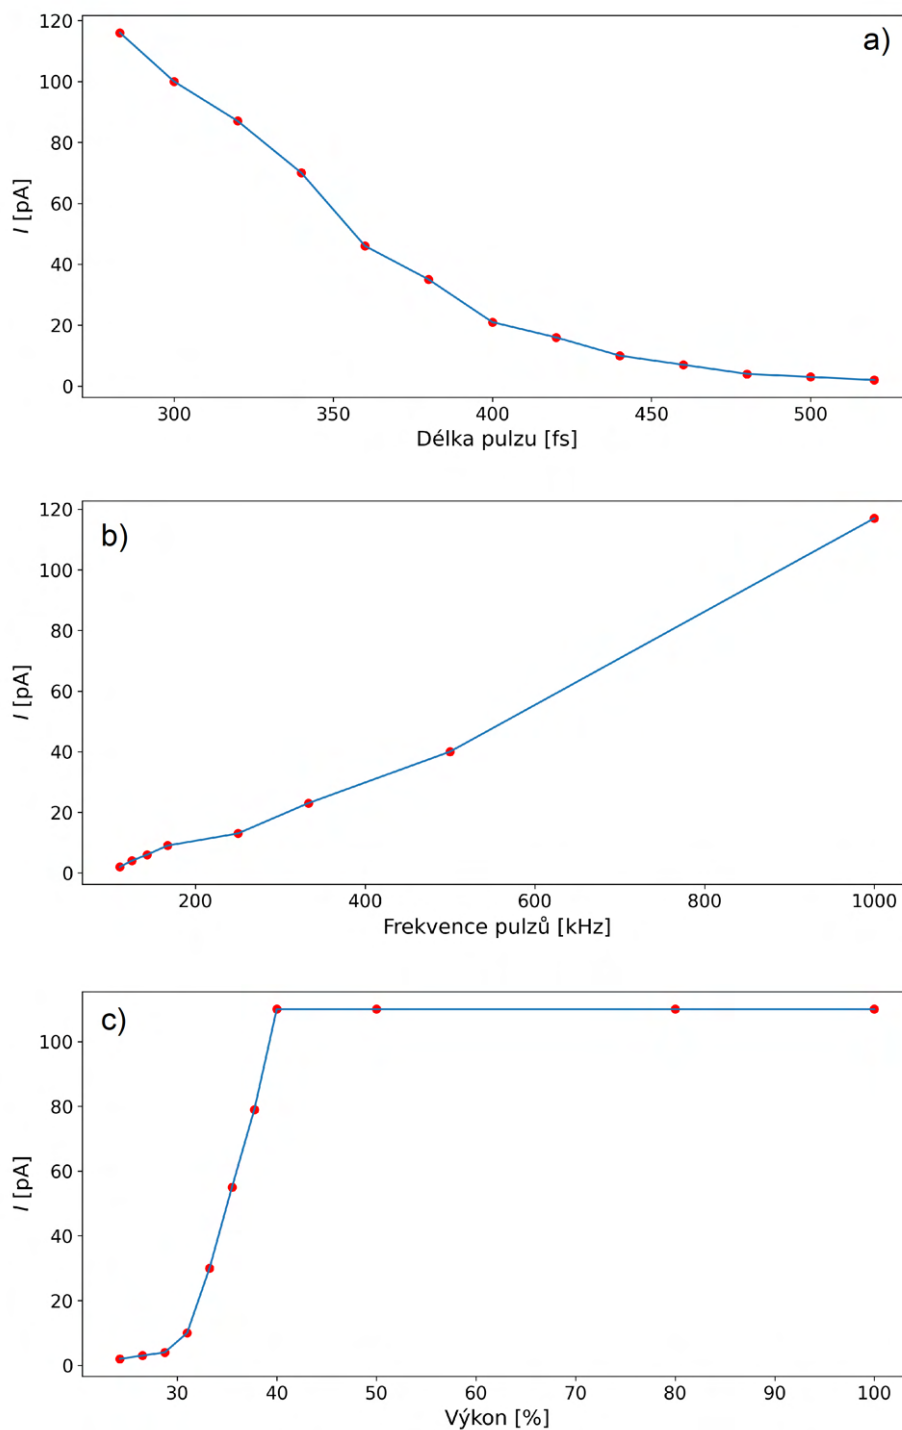 a)
120
100
80
60
40
20
0
I [pA]
300 350 400 450 500
Délka pulzu [fs]
b)
120
100
80
60
40
20
0
I [pA]
200 400 600 800 1000
Frekvence pulzů [kHz]
c)
100
80
60
40
20
0
I [pA]
30 40 50 60 70 80 90 100
Výkon [%]